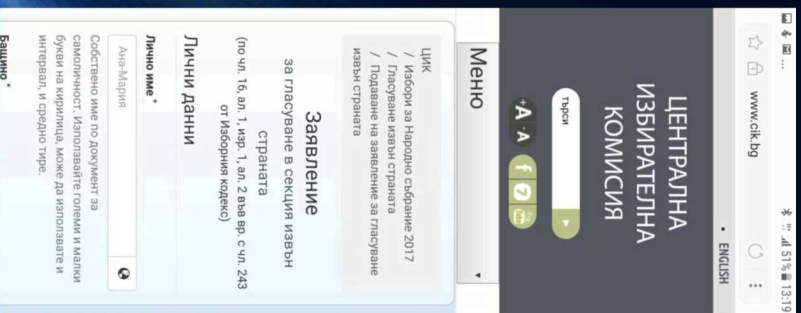 www.cik.bg
51% 13:19
ENGLISH
ЦЕНТРАЛНА
ИЗБИРАТЕЛНА
КОМИСИЯ
търси
+A -A
Меню
ЦИК
/ Избори за Народно събрание 2017
/ Гласуване извън страната
/ Подаване на заявление за гласуване
извън страната
Заявление
за гласуване в секция извън
страната
(по чл. 16, ал. 1, изр. 1, ал. 2 във вр. с чл. 243
от Изборния кодекс)
Лични данни
Лично име *
Ана-Мария
Собствено име по документ за
самоличност. Използвайте големи и малки
букви на кирилица, може да използвате и
интервал, и средно тире.
Бащино *